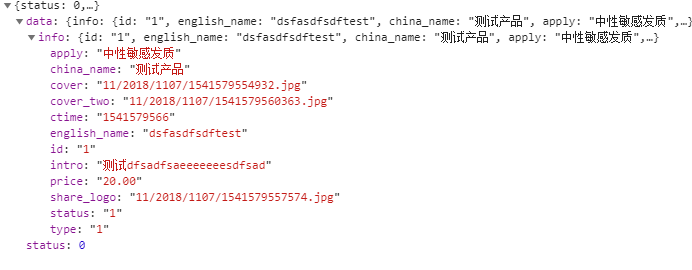 {status: 0,…}
data: {info: {id: "1", english_name: "dsfasdfsdftest", china_name: "测试产品", apply: "中性敏感发质",…}}
info: {id: "1", english_name: "dsfasdfsdftest", china_name: "测试产品", apply: "中性敏感发质",…}
apply: "中性敏感发质"
china_name: "测试产品"
cover: "11/2018/1107/1541579554932.jpg"
cover_two: "11/2018/1107/1541579560363.jpg"
ctime: "1541579566"
english_name: "dsfasdfsdftest"
id: "1"
intro: "测试dfsadfsaeeeeeeesdfsad"
price: "20.00"
share_logo: "11/2018/1107/1541579557574.jpg"
status: "1"
type: "1"
status: 0